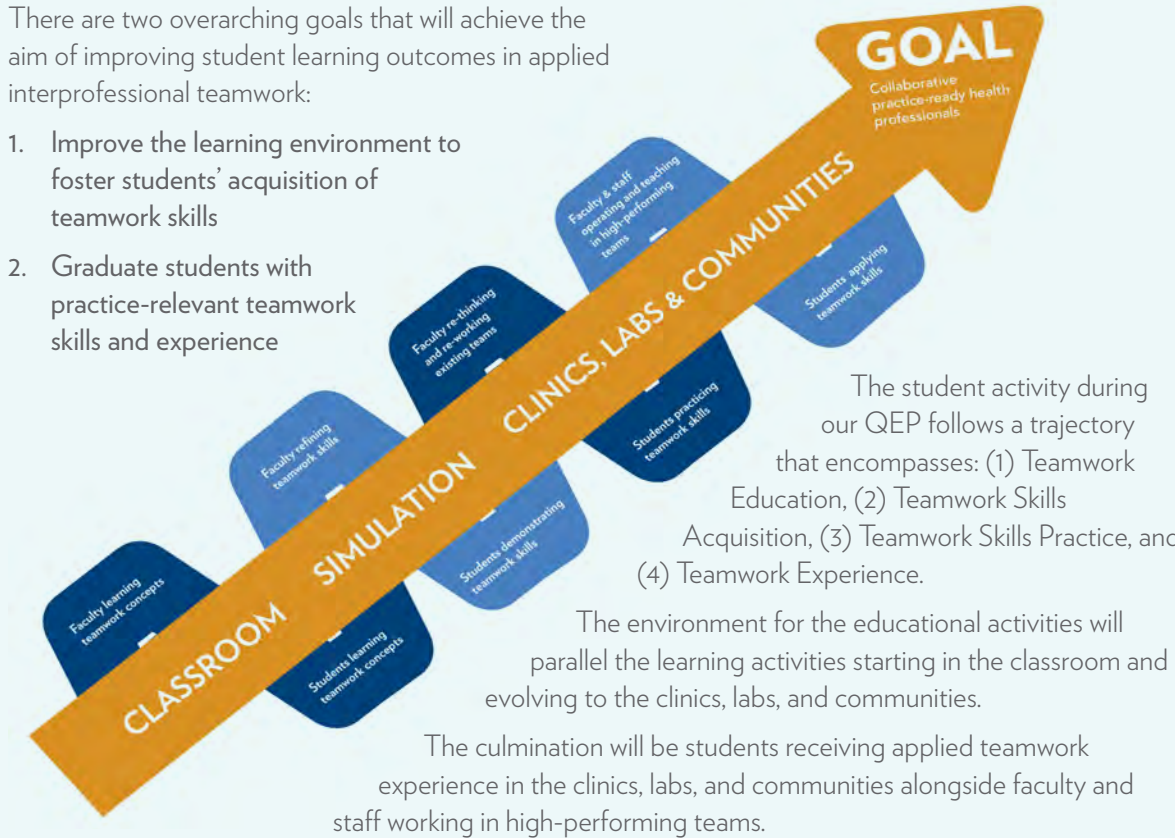 There are two overarching goals that will achieve the
aim of improving student learning outcomes in applied
interprofessional teamwork:
1. Improve the learning environment to
foster students' acquisition of
teamwork skills
2. Graduate students with
practice-relevant teamwork
skills and experience
GOAL
Collaborative
practice-ready health
professionals
CLASSROOM SIMULATION CLINICS, LABS & COMMUNITIES
Faculty learning
teamwork concepts
Students learning
teamwork concepts
Faculty refining
teamwork skills
Students demonstrating
teamwork skills
Faculty re-thinking
and re-working
existing teams
Students practicing
teamwork skills
Faculty & staff
operating and teaching
in high-performing
teams
Students applying
teamwork skills
The student activity during
our QEP follows a trajectory
that encompasses: (1) Teamwork
Education, (2) Teamwork Skills
Acquisition, (3) Teamwork Skills Practice, and
(4) Teamwork Experience.
The environment for the educational activities will
parallel the learning activities starting in the classroom and
evolving to the clinics, labs, and communities.
The culmination will be students receiving applied teamwork
experience in the clinics, labs, and communities alongside faculty and
staff working in high-performing teams.